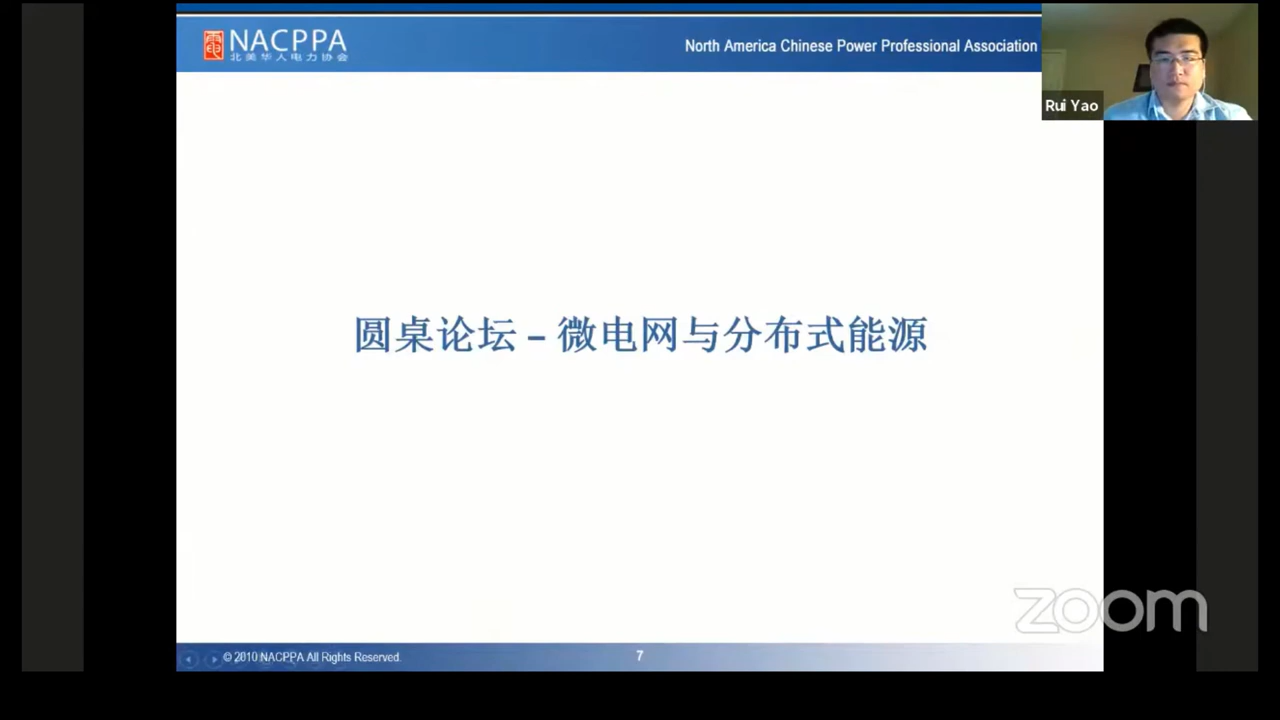 NACPPA
北美华人电力协会
North America Chinese Power Professional Association
Rui Yao
圆桌论坛 – 微电网与分布式能源
zoom
© 2010 NACPPA All Rights Reserved.
7